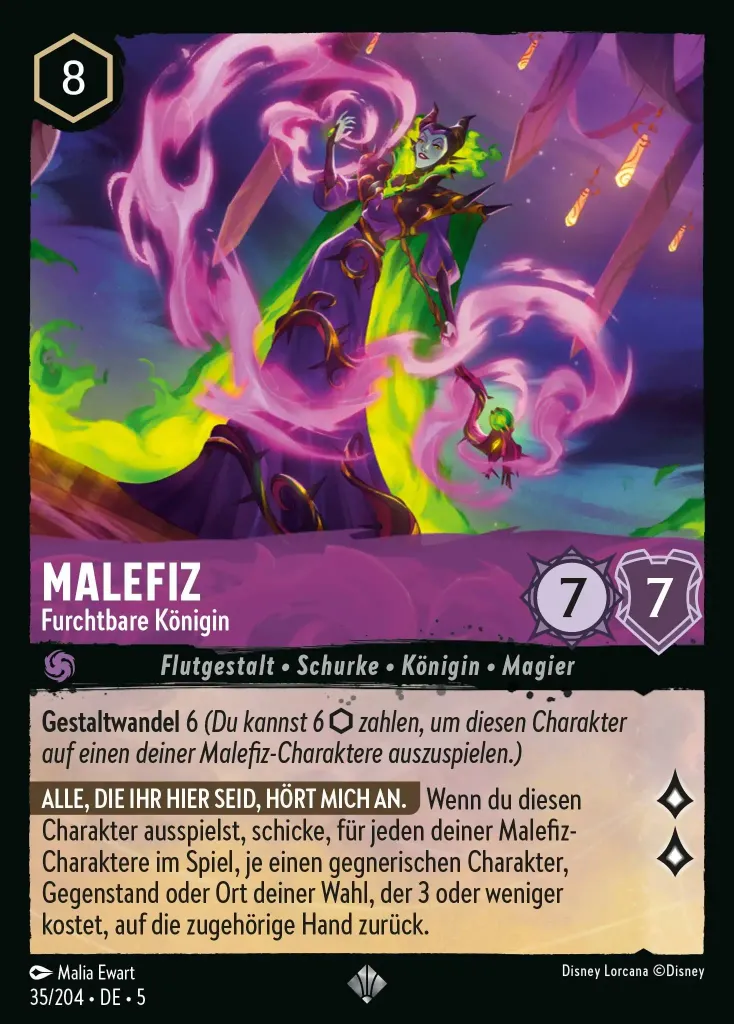 8
MALEFIZ
Furchtbare Königin
7
7
Flutgestalt • Schurke • Königin • Magier
Gestaltwandel 6 (Du kannst 6 zahlen, um diesen Charakter
auf einen deiner Malefiz-Charaktere auszuspielen.)
ALLE, DIE IHR HIER SEID, HÖRT MICH AN. Wenn du diesen
Charakter ausspielst, schicke, für jeden deiner Malefiz-
Charaktere im Spiel, je einen gegnerischen Charakter,
Gegenstand oder Ort deiner Wahl, der 3 oder weniger
kostet, auf die zugehörige Hand zurück.
Malia Ewart
Disney Lorcana ©Disney
35/204 • DE • 5